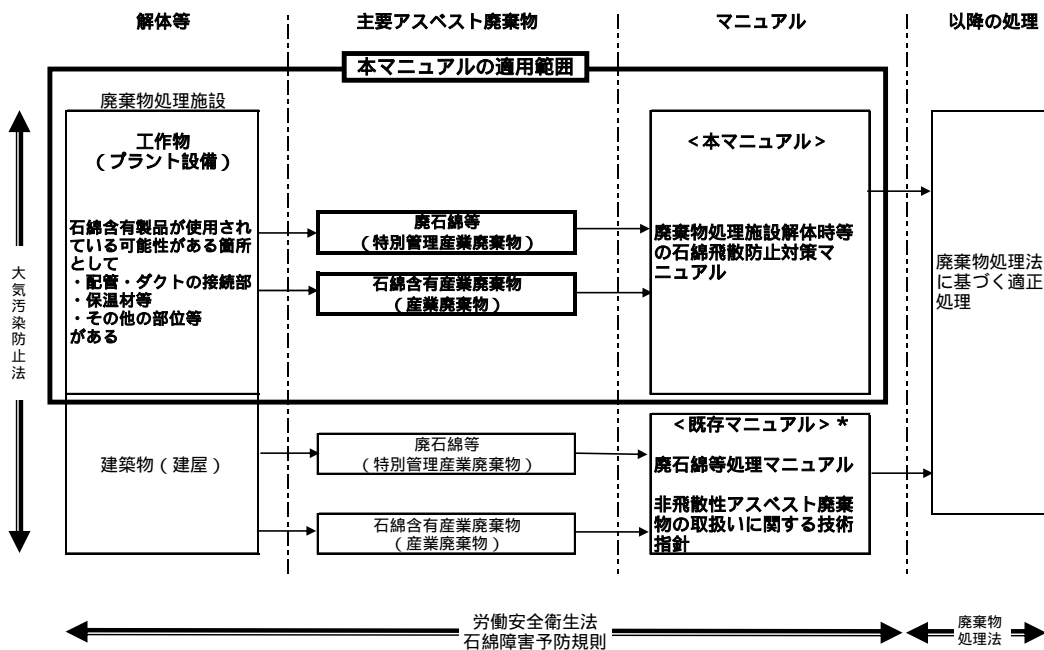 解体等
主要アスベスト廃棄物
マニュアル
以降の処理
本マニュアルの適用範囲
廃棄物処理施設
工作物
（プラント設備）
石綿含有製品が使用され
ている可能性がある箇所
として
・配管・ダクトの接続部
・保温材等
・その他の部位等
がある
廃石綿等
（特別管理産業廃棄物）
石綿含有産業廃棄物
（産業廃棄物）
＜本マニュアル＞
廃棄物処理施設解体時等
の石綿飛散防止対策マ
ニュアル
廃棄物処理法
に基づく適正
処理
大気汚染防止法
建築物（建屋）
廃石綿等
（特別管理産業廃棄物）
石綿含有産業廃棄物
（産業廃棄物）
＜既存マニュアル＞*
廃石綿等処理マニュアル
非飛散性アスベスト廃棄
物の取扱いに関する技術
指針
労働安全衛生法
石綿障害予防規則
廃棄物
処理法